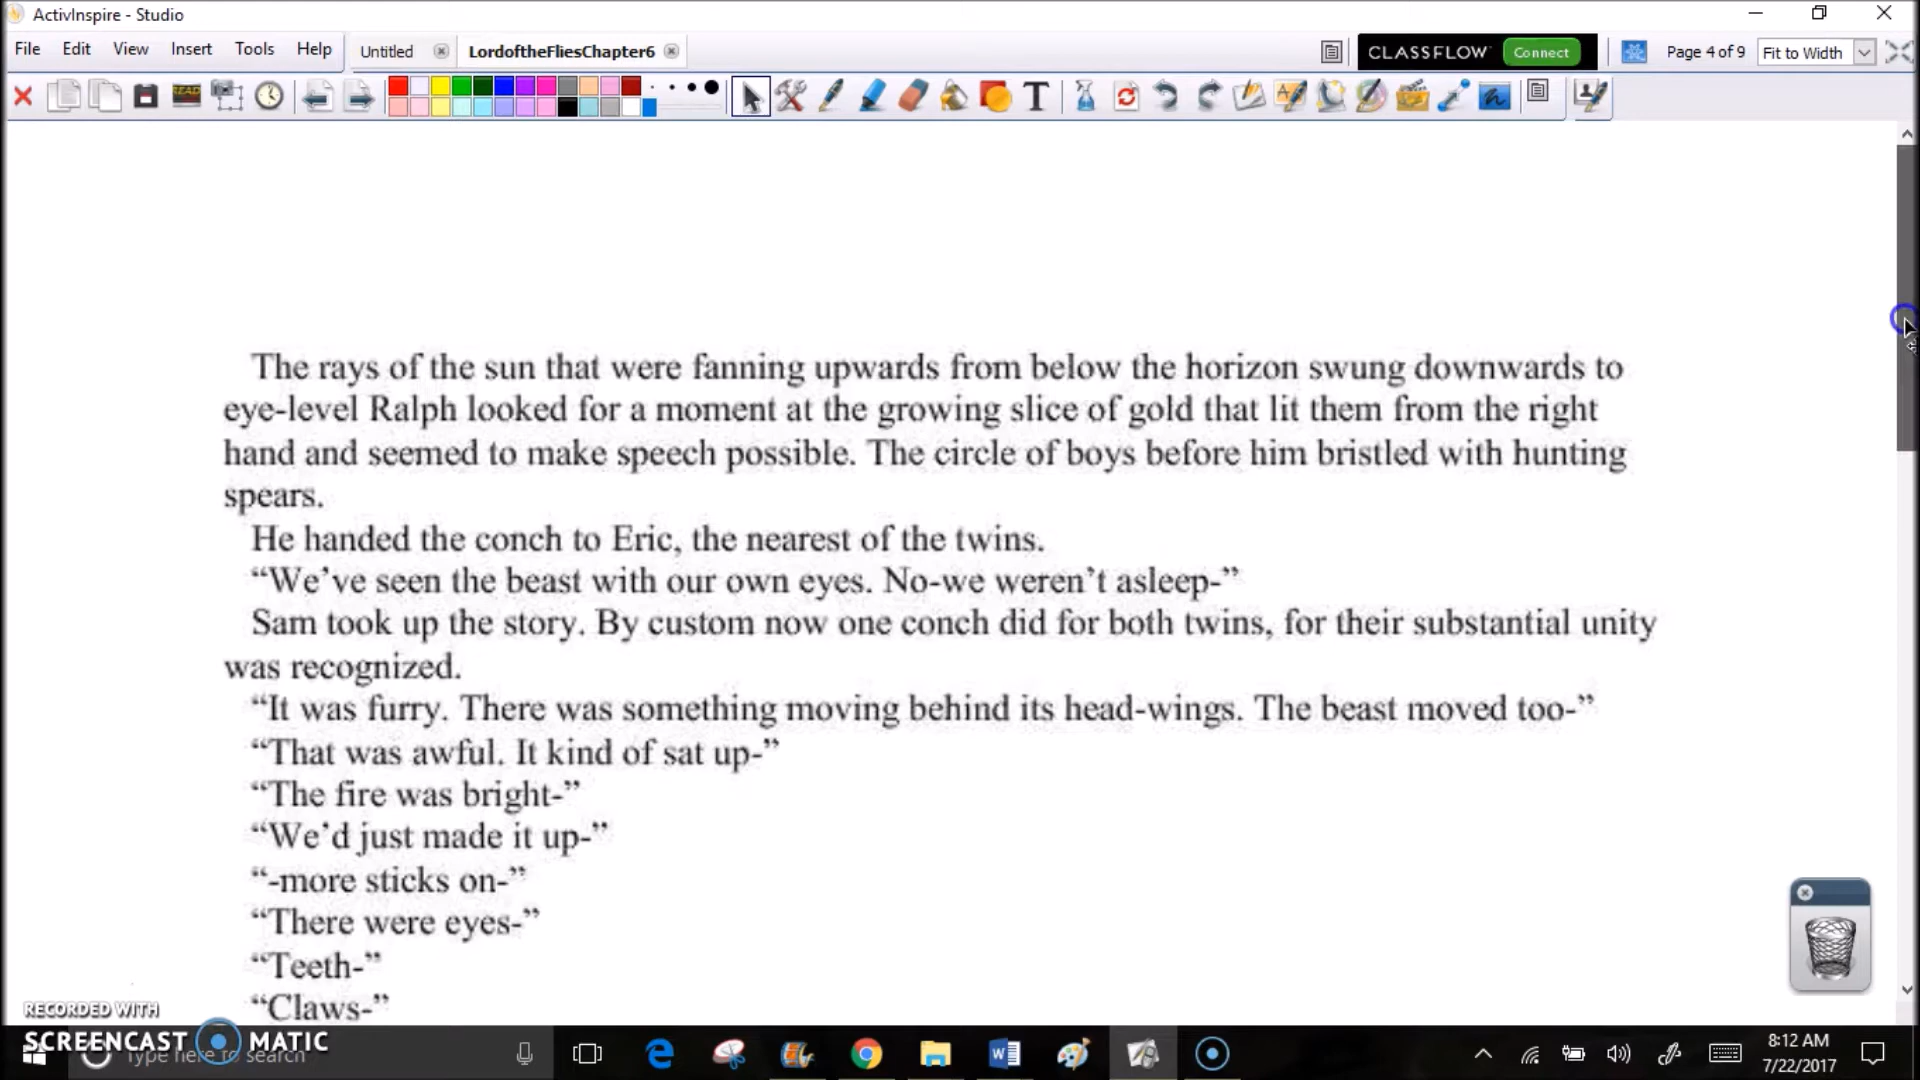 ActivInspire - Studio
File Edit View Insert Tools Help Untitled LordoftheFliesChapter6 CLASSFLOW Connect Page 4 of 9 Fit to Width
The rays of the sun that were fanning upwards from below the horizon swung downwards to
eye-level Ralph looked for a moment at the growing slice of gold that lit them from the right
hand and seemed to make speech possible. The circle of boys before him bristled with hunting
spears.
He handed the conch to Eric, the nearest of the twins.
“We’ve seen the beast with our own eyes. No-we weren’t asleep-”
Sam took up the story. By custom now one conch did for both twins, for their substantial unity
was recognized.
“It was furry. There was something moving behind its head-wings. The beast moved too-”
“That was awful. It kind of sat up-”
“The fire was bright-”
“We’d just made it up-”
“-more sticks on-”
“There were eyes-”
“Teeth-”
“Claws-”
RECORDED WITH
SCREENCAST MATIC
Type here to search
8:12 AM
7/22/2017